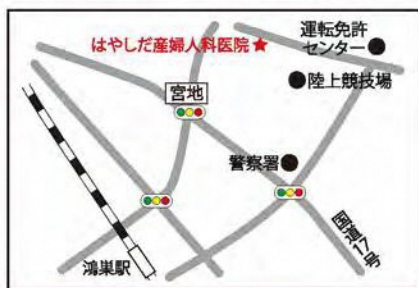 運転免許
センター
はやしだ産婦人科医院★
陸上競技場
宮地
警察署
国道17号
鴻巣駅